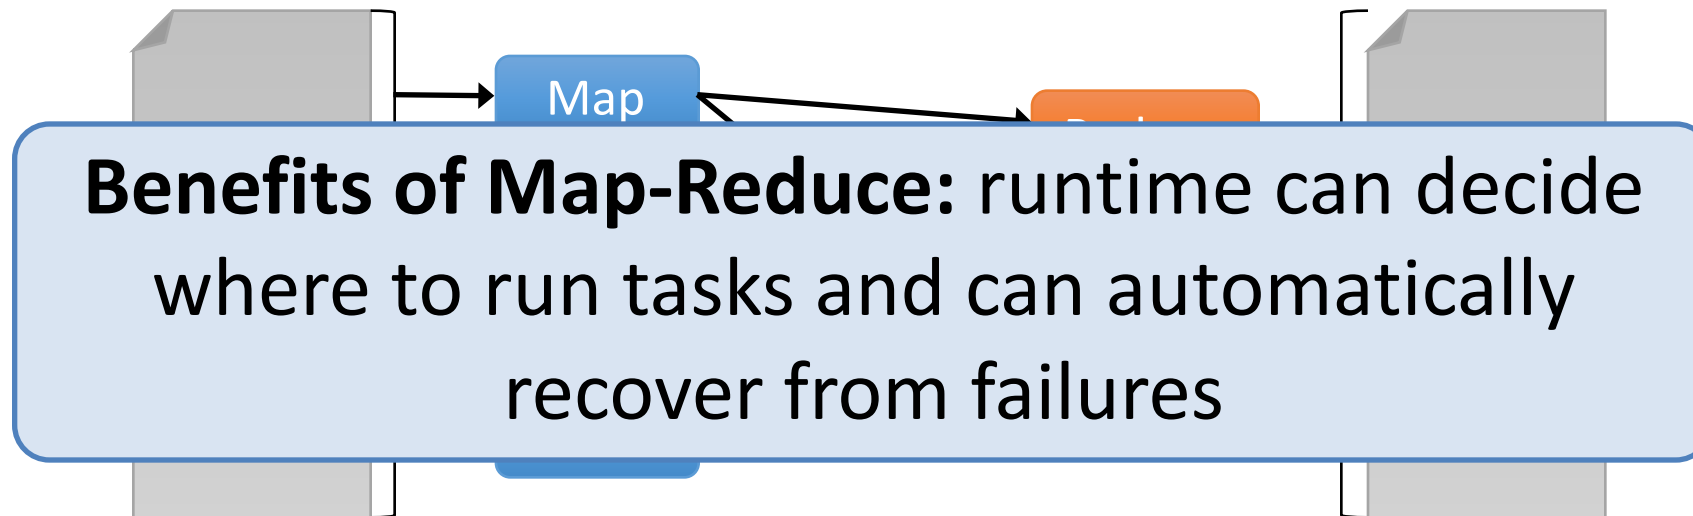 Map
Benefits of Map-Reduce: runtime can decide
where to run tasks and can automatically
recover from failures